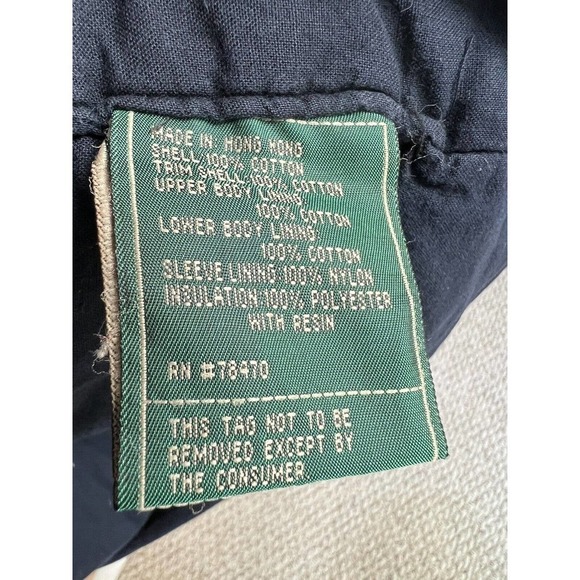 MADE IN HONG KONG
SHELL 100% COTTON
TRIM SHELL 100% COTTON
UPPER BODY LINING
100% COTTON
LOWER BODY LINING
100% COTTON
SLEEVE LINING 100% NYLON
INSULATION 100% POLYESTER
WITH RESIN
RN #78470
THIS TAG NOT TO BE
REMOVED EXCEPT BY
THE CONSUMER